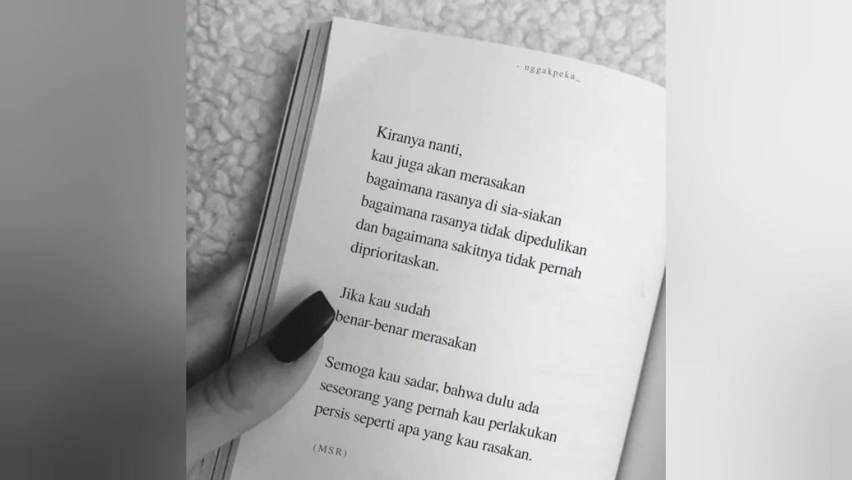 - nggakpeka_
Kiranya nanti,
kau juga akan merasakan
bagaimana rasanya di sia-siakan
bagaimana rasanya tidak dipedulikan
dan bagaimana sakitnya tidak pernah
diprioritaskan.
Jika kau sudah
benar-benar merasakan
Semoga kau sadar, bahwa dulu ada
seseorang yang pernah kau perlakukan
persis seperti apa yang kau rasakan.
(MSR)